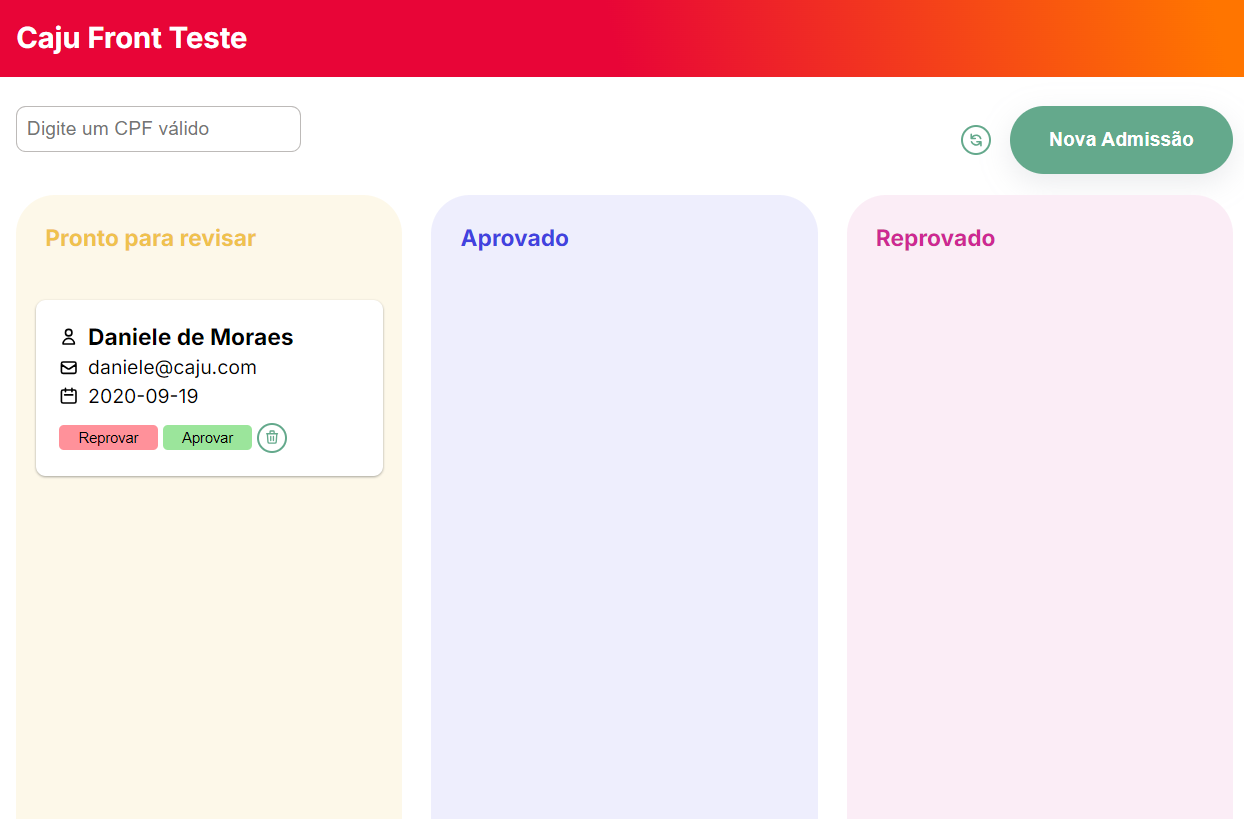 Caju Front Teste
Digite um CPF válido
Nova Admissão
Pronto para revisar
Daniele de Moraes
daniele@caju.com
2020-09-19
Reprovar Aprovar
Aprovado
Reprovado